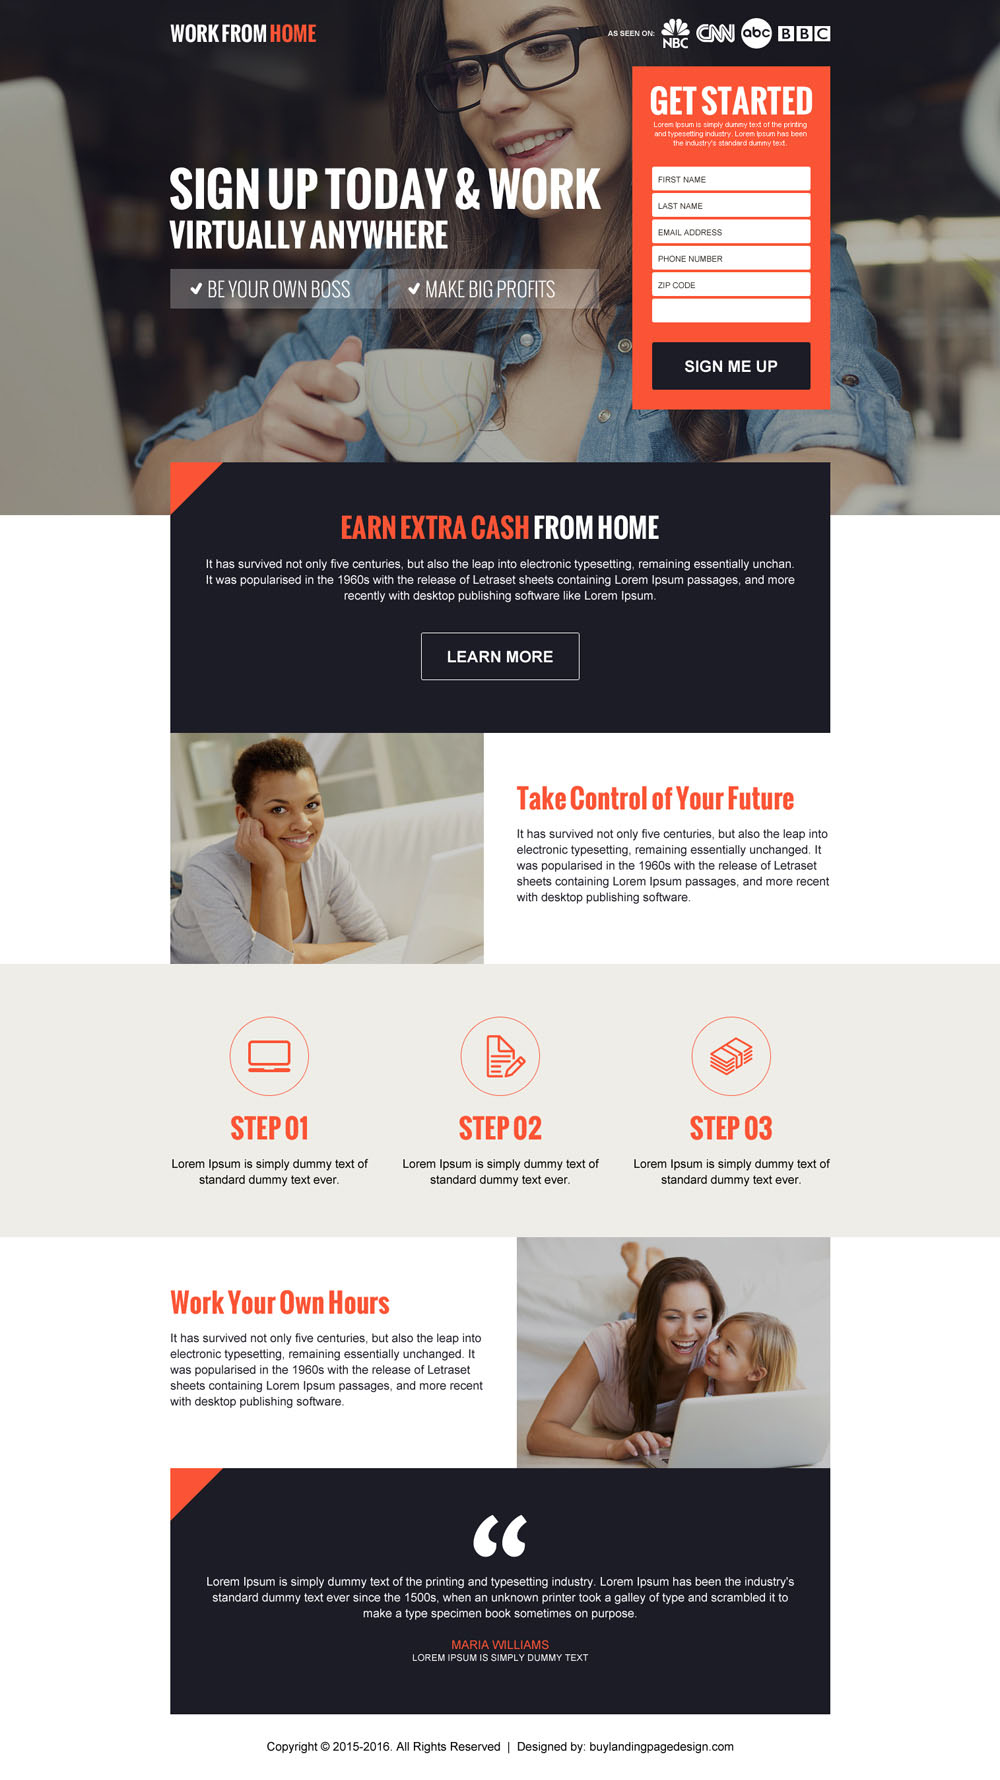 WORK FROM HOME
AS SEEN ON:
NBC
CNN
abc
BBC
SIGN UP TODAY & WORK
VIRTUALLY ANYWHERE
BE YOUR OWN BOSS
MAKE BIG PROFITS
GET STARTED
Lorem Ipsum is simply dummy text of the printing
and typesetting industry. Lorem Ipsum has been
the industry's standard dummy text.
FIRST NAME
LAST NAME
EMAIL ADDRESS
PHONE NUMBER
ZIP CODE
SIGN ME UP
EARN EXTRA CASH FROM HOME
It has survived not only five centuries, but also the leap into electronic typesetting, remaining essentially unchan.
It was popularised in the 1960s with the release of Letraset sheets containing Lorem Ipsum passages, and more
recently with desktop publishing software like Lorem Ipsum.
LEARN MORE
Take Control of Your Future
It has survived not only five centuries, but also the leap into
electronic typesetting, remaining essentially unchanged. It
was popularised in the 1960s with the release of Letraset
sheets containing Lorem Ipsum passages, and more recent
with desktop publishing software.
STEP 01
Lorem Ipsum is simply dummy text of
standard dummy text ever.
STEP 02
Lorem Ipsum is simply dummy text of
standard dummy text ever.
STEP 03
Lorem Ipsum is simply dummy text of
standard dummy text ever.
Work Your Own Hours
It has survived not only five centuries, but also the leap into
electronic typesetting, remaining essentially unchanged. It
was popularised in the 1960s with the release of Letraset
sheets containing Lorem Ipsum passages, and more recent
with desktop publishing software.
“
Lorem Ipsum is simply dummy text of the printing and typesetting industry. Lorem Ipsum has been the industry's
standard dummy text ever since the 1500s, when an unknown printer took a galley of type and scrambled it to
make a type specimen book sometimes on purpose.
MARIA WILLIAMS
LOREM IPSUM IS SIMPLY DUMMY TEXT
Copyright © 2015-2016. All Rights Reserved | Designed by: buylandingpagedesign.com